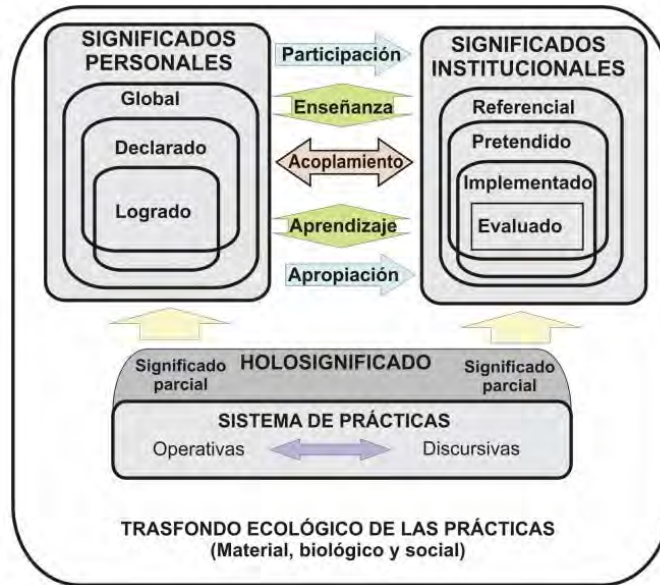 SIGNIFICADOS
PERSONALES
Global
Declarado
Logrado
Participación
Enseñanza
Acoplamiento
Aprendizaje
Apropiación
SIGNIFICADOS
INSTITUCIONALES
Referencial
Pretendido
Implementado
Evaluado
Significado
parcial
HOLOSIGNIFICADO
Significado
parcial
SISTEMA DE PRÁCTICAS
Operativas
Discursivas
TRASFONDO ECOLÓGICO DE LAS PRÁCTICAS
(Material, biológico y social)